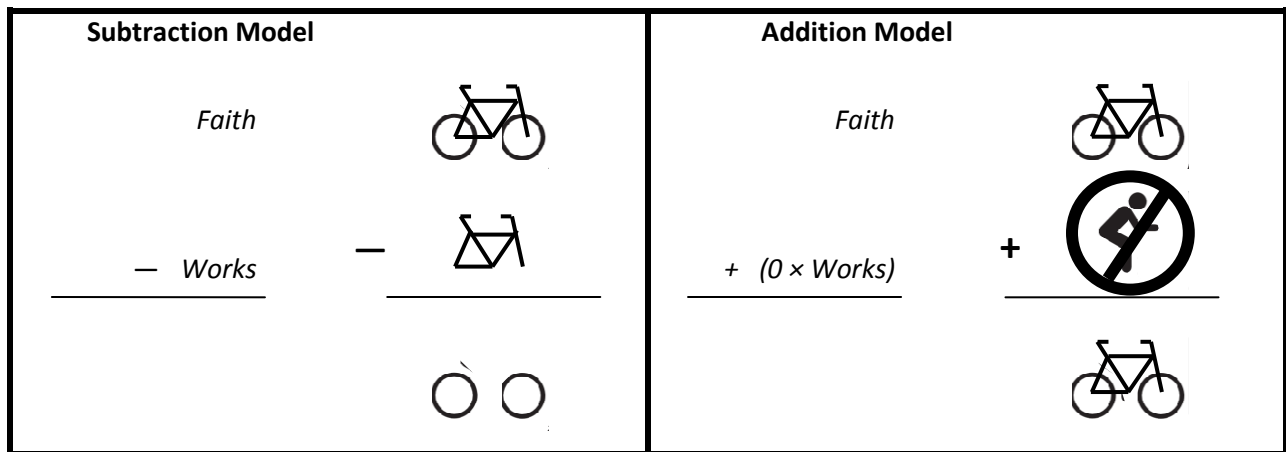 Subtraction Model
Faith
— Works
—
Addition Model
Faith
+ (0 × Works)
+